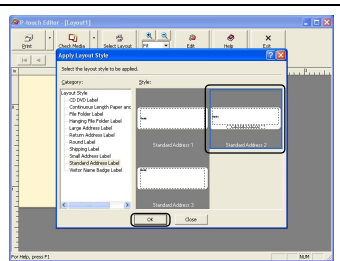 P-touch Editor - [Layout1]
Print
Check Media
Select Layout
Fit
Edit
Help
Exit
Apply Layout Style
Select the layout style to be applied.
Category:
Style:
Layout Style
CD DVD Label
Continuous Length Paper and
File Folder Label
Hanging File Folder Label
Large Address Label
Return Address Label
Round Label
Shipping Label
Small Address Label
Standard Address Label
Visitor Name Badge Label
Standard Address 1
Standard Address 2
Standard Address 3
OK
Close
For Help, press F1
NUM